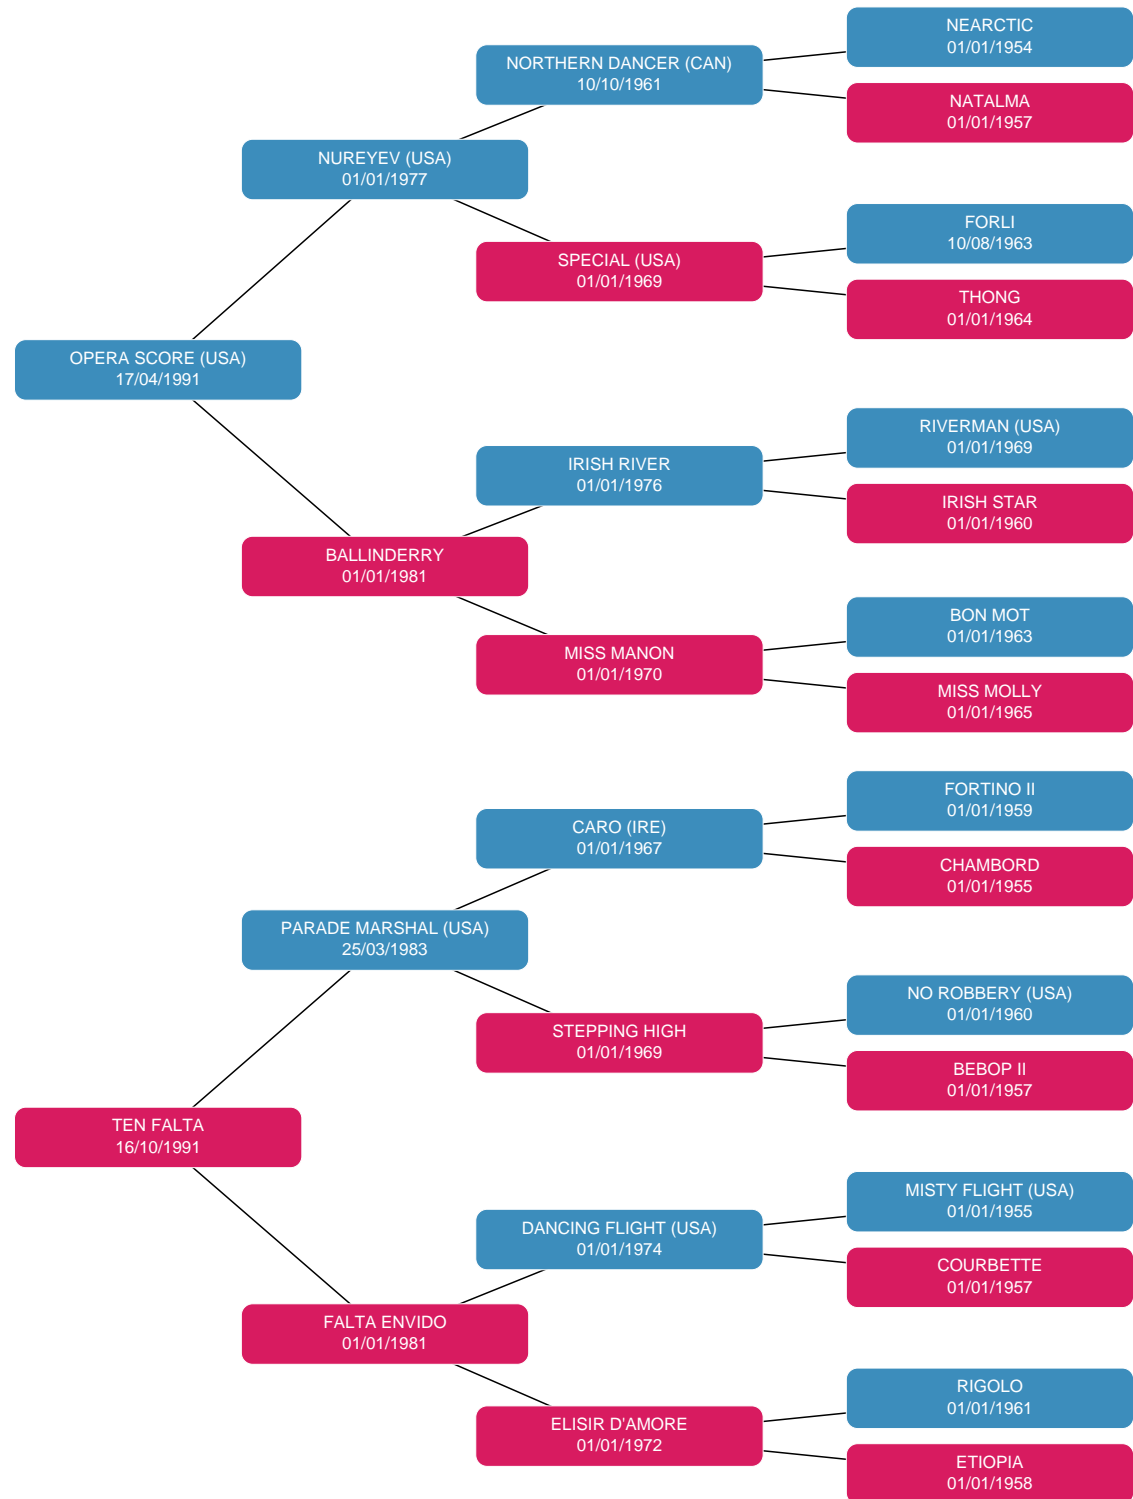 NEARCTIC
01/01/1954
NORTHERN DANCER (CAN)
10/10/1961
NATALMA
01/01/1957
NUREYEV (USA)
01/01/1977
FORLI
10/08/1963
SPECIAL (USA)
01/01/1969
THONG
01/01/1964
OPERA SCORE (USA)
17/04/1991
RIVERMAN (USA)
01/01/1969
IRISH RIVER
01/01/1976
IRISH STAR
01/01/1960
BALLINDERRY
01/01/1981
BON MOT
01/01/1963
MISS MANON
01/01/1970
MISS MOLLY
01/01/1965
FORTINO II
01/01/1959
CARO (IRE)
01/01/1967
CHAMBORD
01/01/1955
PARADE MARSHAL (USA)
25/03/1983
NO ROBBERY (USA)
01/01/1960
STEPPING HIGH
01/01/1969
BEBOP II
01/01/1957
TEN FALTA
16/10/1991
MISTY FLIGHT (USA)
01/01/1955
DANCING FLIGHT (USA)
01/01/1974
COURBETTE
01/01/1957
FALTA ENVIDO
01/01/1981
RIGOLO
01/01/1961
ELISIR D'AMORE
01/01/1972
ETIOPIA
01/01/1958